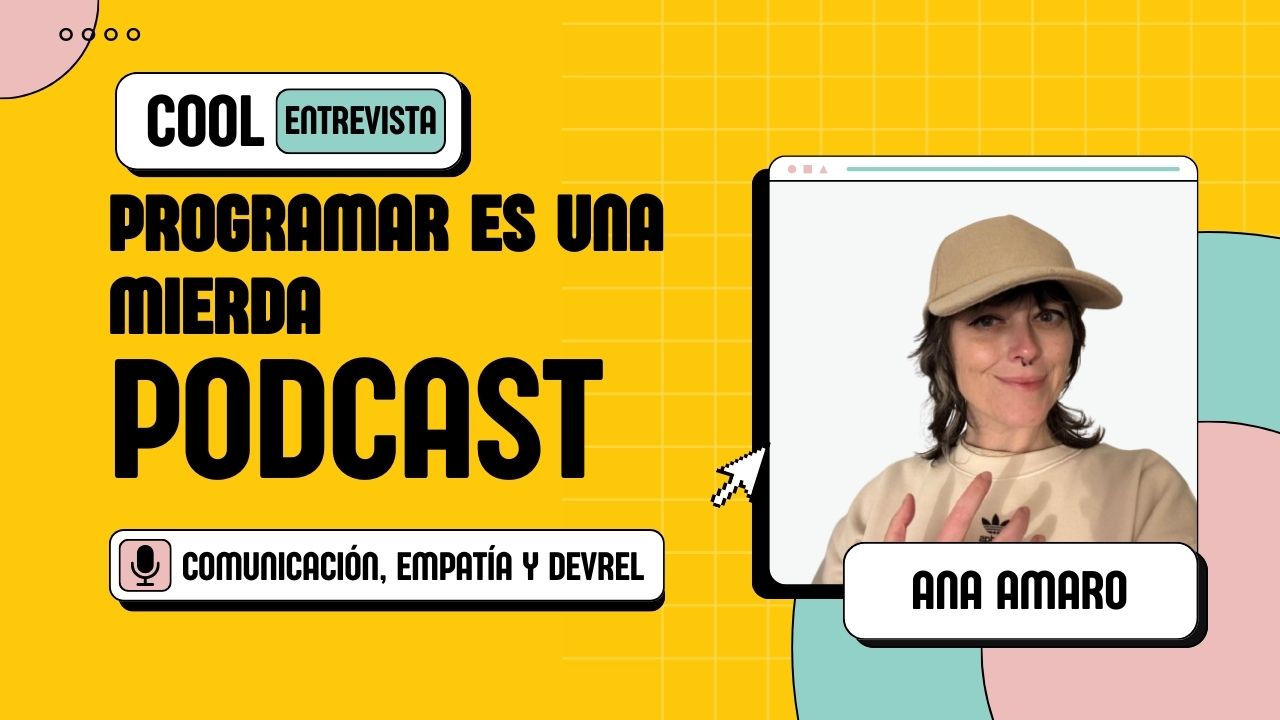 COOL ENTREVISTA
PROGRAMAR ES UNA
MIERDA
PODCAST
COMUNICACIÓN, EMPATÍA Y DEVREL
ANA AMARO